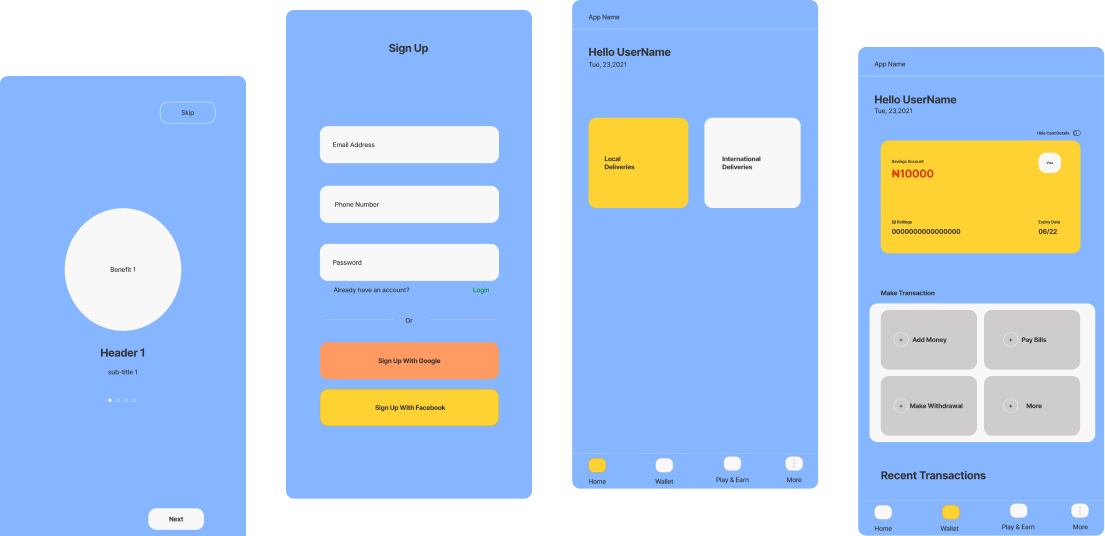 Skip
Benefit 1
Header 1
sub-title 1
Next
Sign Up
Email Address
Phone Number
Password
Already have an account? Login
Or
Sign Up With Google
Sign Up With Facebook
App Name
Hello UserName
Tue, 23,2021
Local
Deliveries
International
Deliveries
Home Wallet Play & Earn More
App Name
Hello UserName
Tue, 23,2021
Hide Card Details
Savings Account
Visa
₦10000
Expiry Date
0000000000000000 06/22
Make Transaction
+ Add Money
+ Pay Bills
+ Make Withdrawal
+ More
Recent Transactions
Home Wallet Play & Earn More